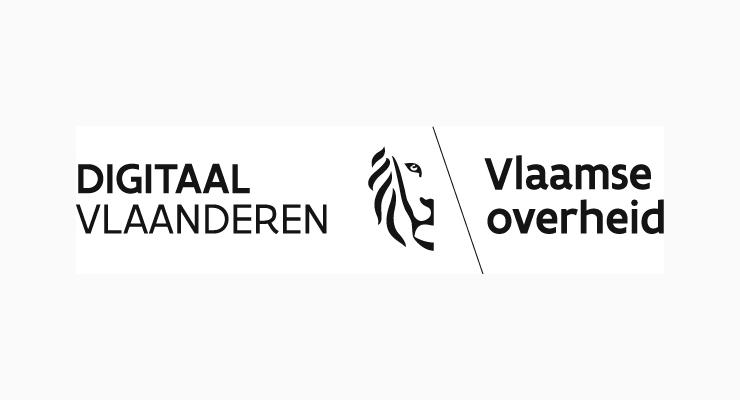 DIGITAAL
VLAANDEREN
Vlaamse
overheid